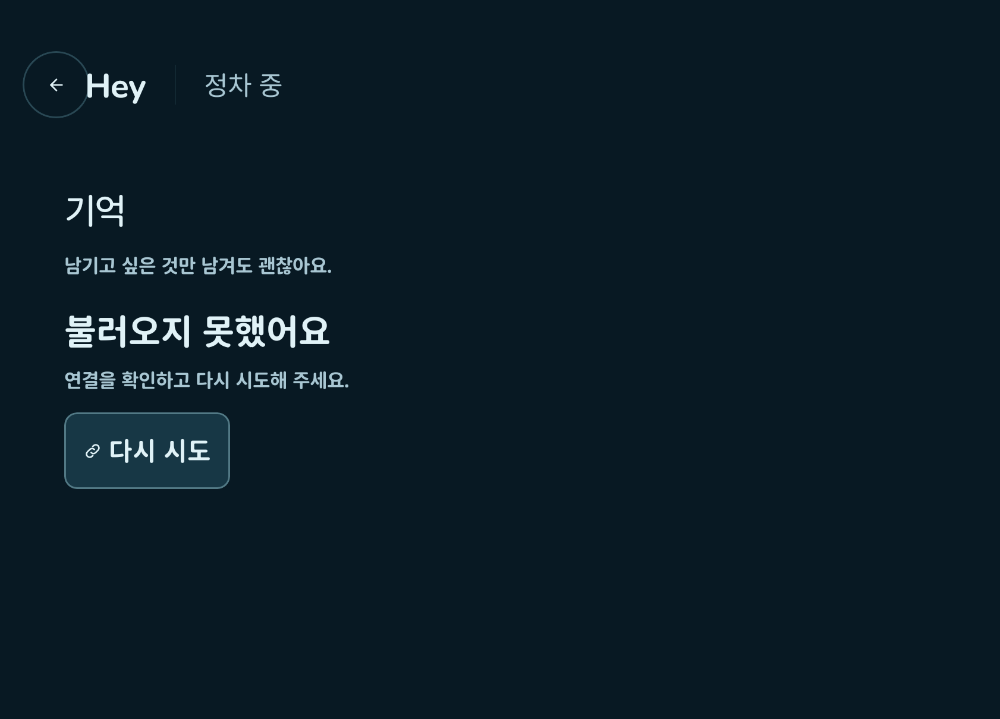 Hey 정차 중
기억
남기고 싶은 것만 남겨도 괜찮아요.
불러오지 못했어요
연결을 확인하고 다시 시도해 주세요.
다시 시도